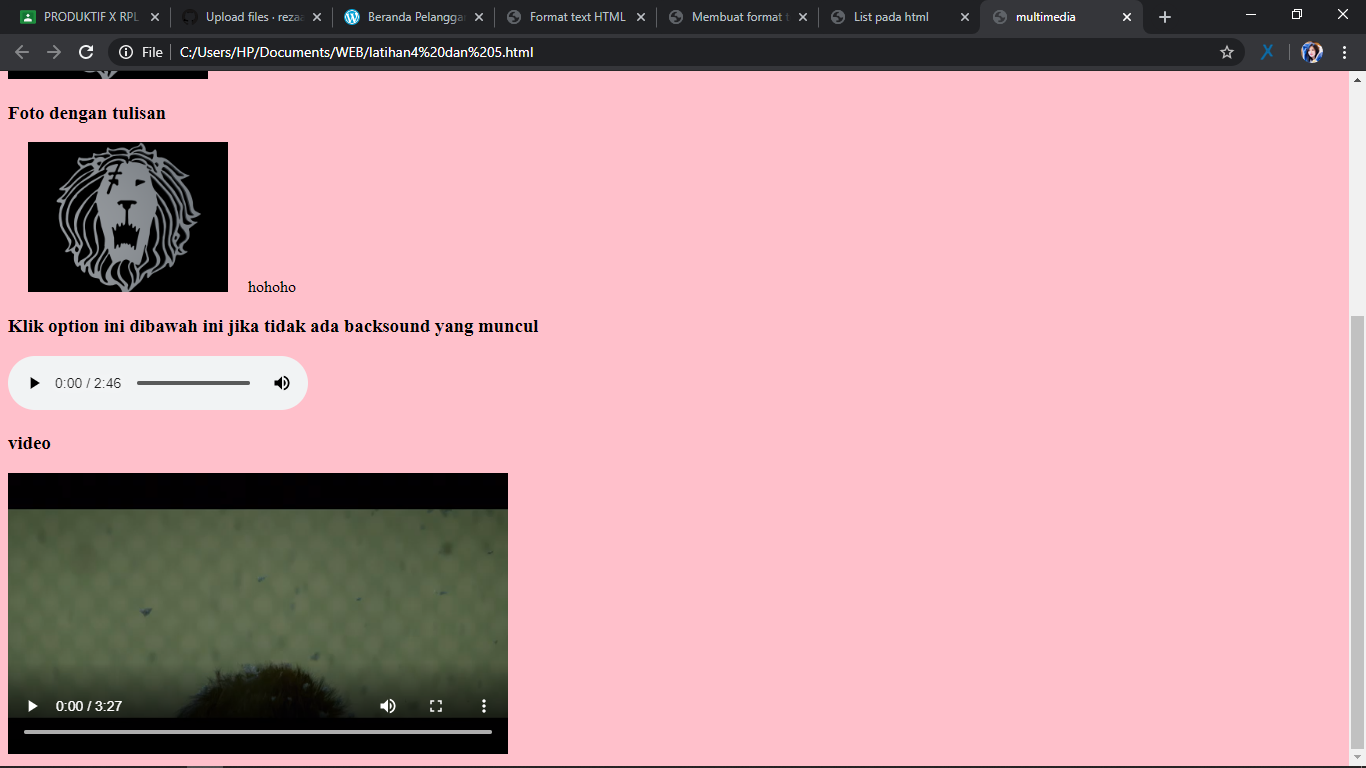 PRODUKTIF X RPL
Upload files · rezaa
Beranda Pelanggan
Format text HTML
Membuat format t
List pada html
multimedia
File
C:/Users/HP/Documents/WEB/latihan4%20dan%205.html
Foto dengan tulisan
hohoho
Klik option ini dibawah ini jika tidak ada backsound yang muncul
0:00 / 2:46
video
0:00 / 3:27